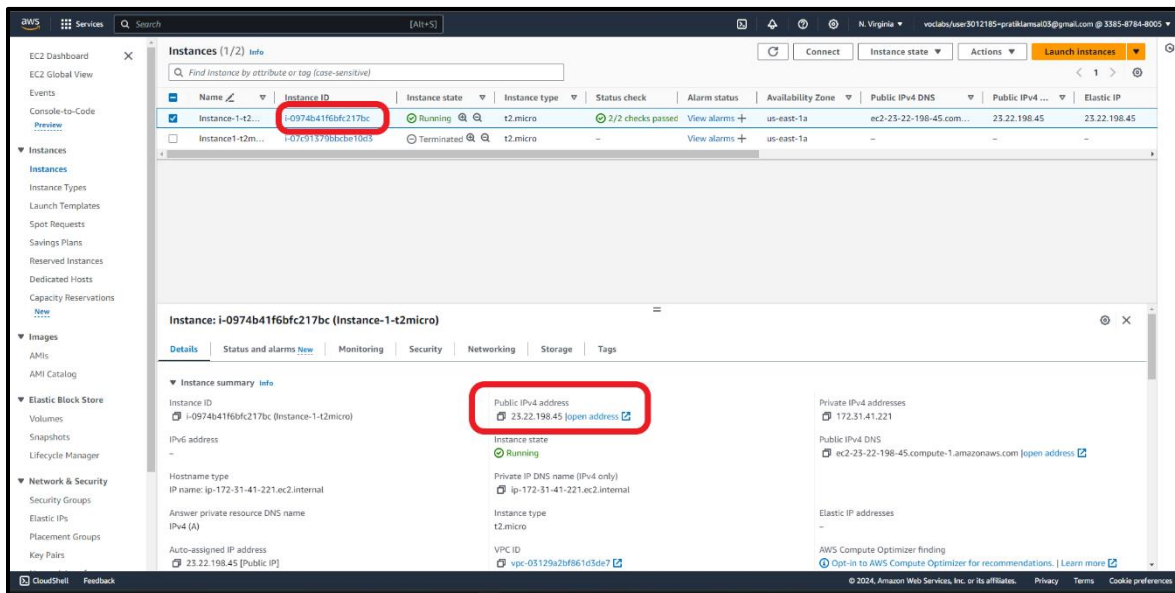 aws Services Search [Alt+S] N. Virginia voclabs/user3012185=pratiklamsal03@gmail.com @ 3385-8784-8005
EC2 Dashboard
EC2 Global View
Events
Console-to-Code
Preview
Instances
Instances
Instance Types
Launch Templates
Spot Requests
Savings Plans
Reserved Instances
Dedicated Hosts
Capacity Reservations
New
Images
AMIs
AMI Catalog
Elastic Block Store
Volumes
Snapshots
Lifecycle Manager
Network & Security
Security Groups
Elastic IPs
Placement Groups
Key Pairs
Instances (1/2) Info Connect Instance state Actions Launch instances
Find Instance by attribute or tag (case-sensitive) 1
Name Instance ID Instance state Instance type Status check Alarm status Availability Zone Public IPv4 DNS Public IPv4 ... Elastic IP
Instance-1-t2... i-0974b41f6bfc217bc Running t2.micro 2/2 checks passed View alarms + us-east-1a ec2-23-22-198-45.com... 23.22.198.45 23.22.198.45
Instance1-t2m... i-07c91379bbcbe10d3 Terminated t2.micro – View alarms + us-east-1a – – –
Instance: i-0974b41f6bfc217bc (Instance-1-t2micro)
Details Status and alarms New Monitoring Security Networking Storage Tags
Instance summary Info
Instance ID Public IPv4 address Private IPv4 addresses
i-0974b41f6bfc217bc (Instance-1-t2micro) 23.22.198.45 |open address 172.31.41.221
IPv6 address Instance state Public IPv4 DNS
– Running ec2-23-22-198-45.compute-1.amazonaws.com |open address
Hostname type Private IP DNS name (IPv4 only)
IP name: ip-172-31-41-221.ec2.internal ip-172-31-41-221.ec2.internal
Answer private resource DNS name Instance type Elastic IP addresses
IPv4 (A) t2.micro –
Auto-assigned IP address VPC ID AWS Compute Optimizer finding
23.22.198.45 [Public IP] vpc-03129a2bf861d3de7 Opt-in to AWS Compute Optimizer for recommendations. | Learn more
CloudShell Feedback © 2024, Amazon Web Services, Inc. or its affiliates. Privacy Terms Cookie preferences